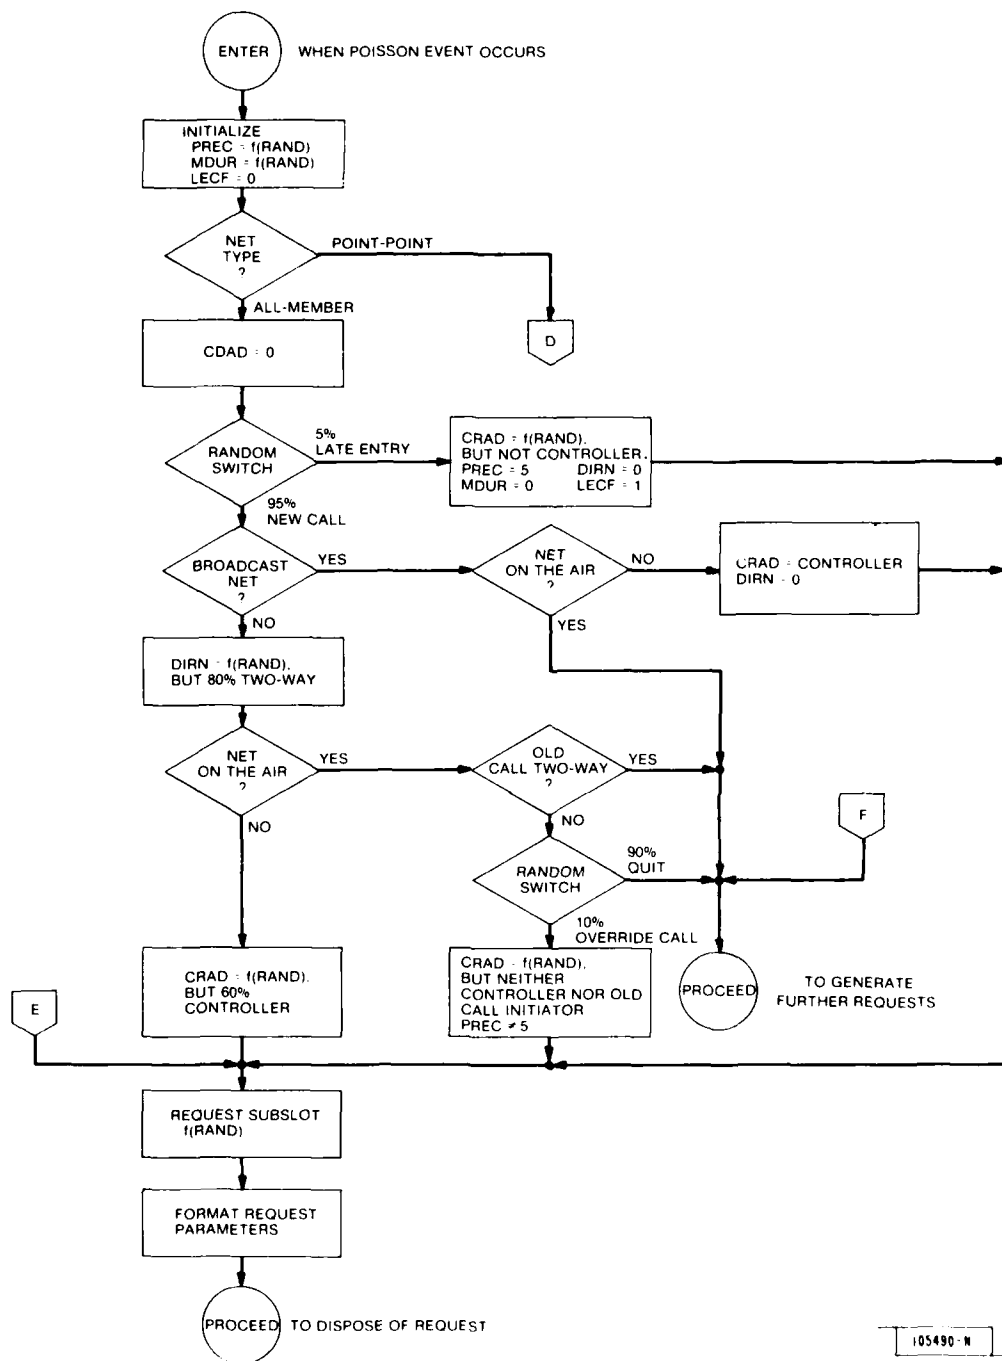 ENTER
WHEN POISSON EVENT OCCURS
INITIALIZE
PREC = f(RAND)
MDUR = f(RAND)
LECF = 0
NET
TYPE
?
POINT-POINT
ALL-MEMBER
D
CDAD = 0
RANDOM
SWITCH
5%
LATE ENTRY
CRAD = f(RAND),
BUT NOT CONTROLLER.
PREC = 5 DIRN = 0
MDUR = 0 LECF = 1
95%
NEW CALL
BROADCAST
NET
?
YES
NET
ON THE AIR
?
NO
CRAD = CONTROLLER
DIRN = 0
NO
YES
DIRN = f(RAND),
BUT 80% TWO-WAY
NET
ON THE AIR
?
YES
OLD
CALL TWO-WAY
?
YES
NO
NO
F
RANDOM
SWITCH
90%
QUIT
10%
OVERRIDE CALL
CRAD = f(RAND).
BUT 60%
CONTROLLER
CRAD = f(RAND),
BUT NEITHER
CONTROLLER NOR OLD
CALL INITIATOR
PREC ≠ 5
PROCEED
TO GENERATE
FURTHER REQUESTS
E
REQUEST SUBSLOT
f(RAND)
FORMAT REQUEST
PARAMETERS
PROCEED
TO DISPOSE OF REQUEST
105490-N